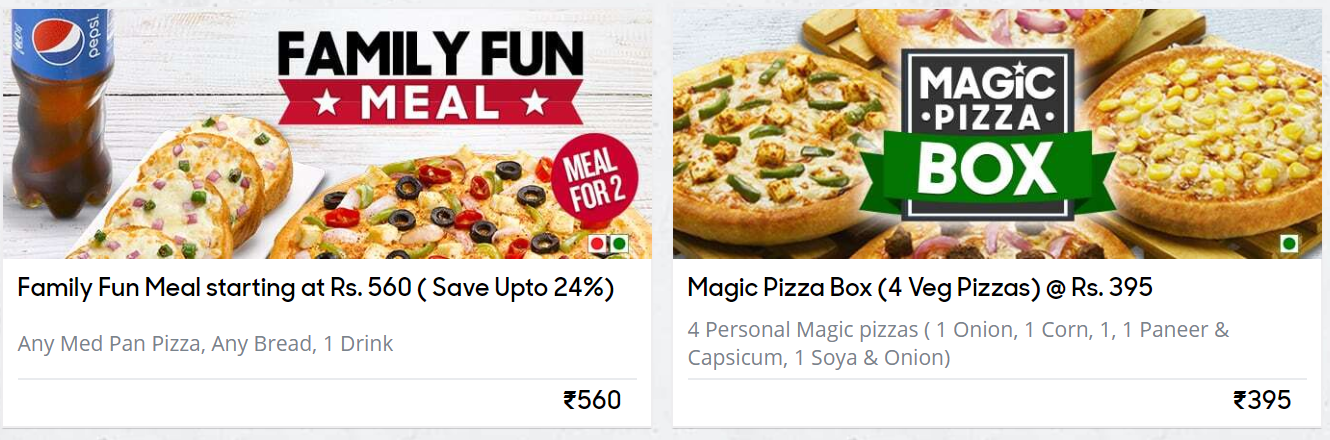 pepsi
FAMILY FUN
MEAL
MEAL
FOR 2
Family Fun Meal starting at Rs. 560 ( Save Upto 24%)
Any Med Pan Pizza, Any Bread, 1 Drink
₹560
MAGIC
·PIZZA·
BOX
Magic Pizza Box (4 Veg Pizzas) @ Rs. 395
4 Personal Magic pizzas ( 1 Onion, 1 Corn, 1, 1 Paneer &
Capsicum, 1 Soya & Onion)
₹395